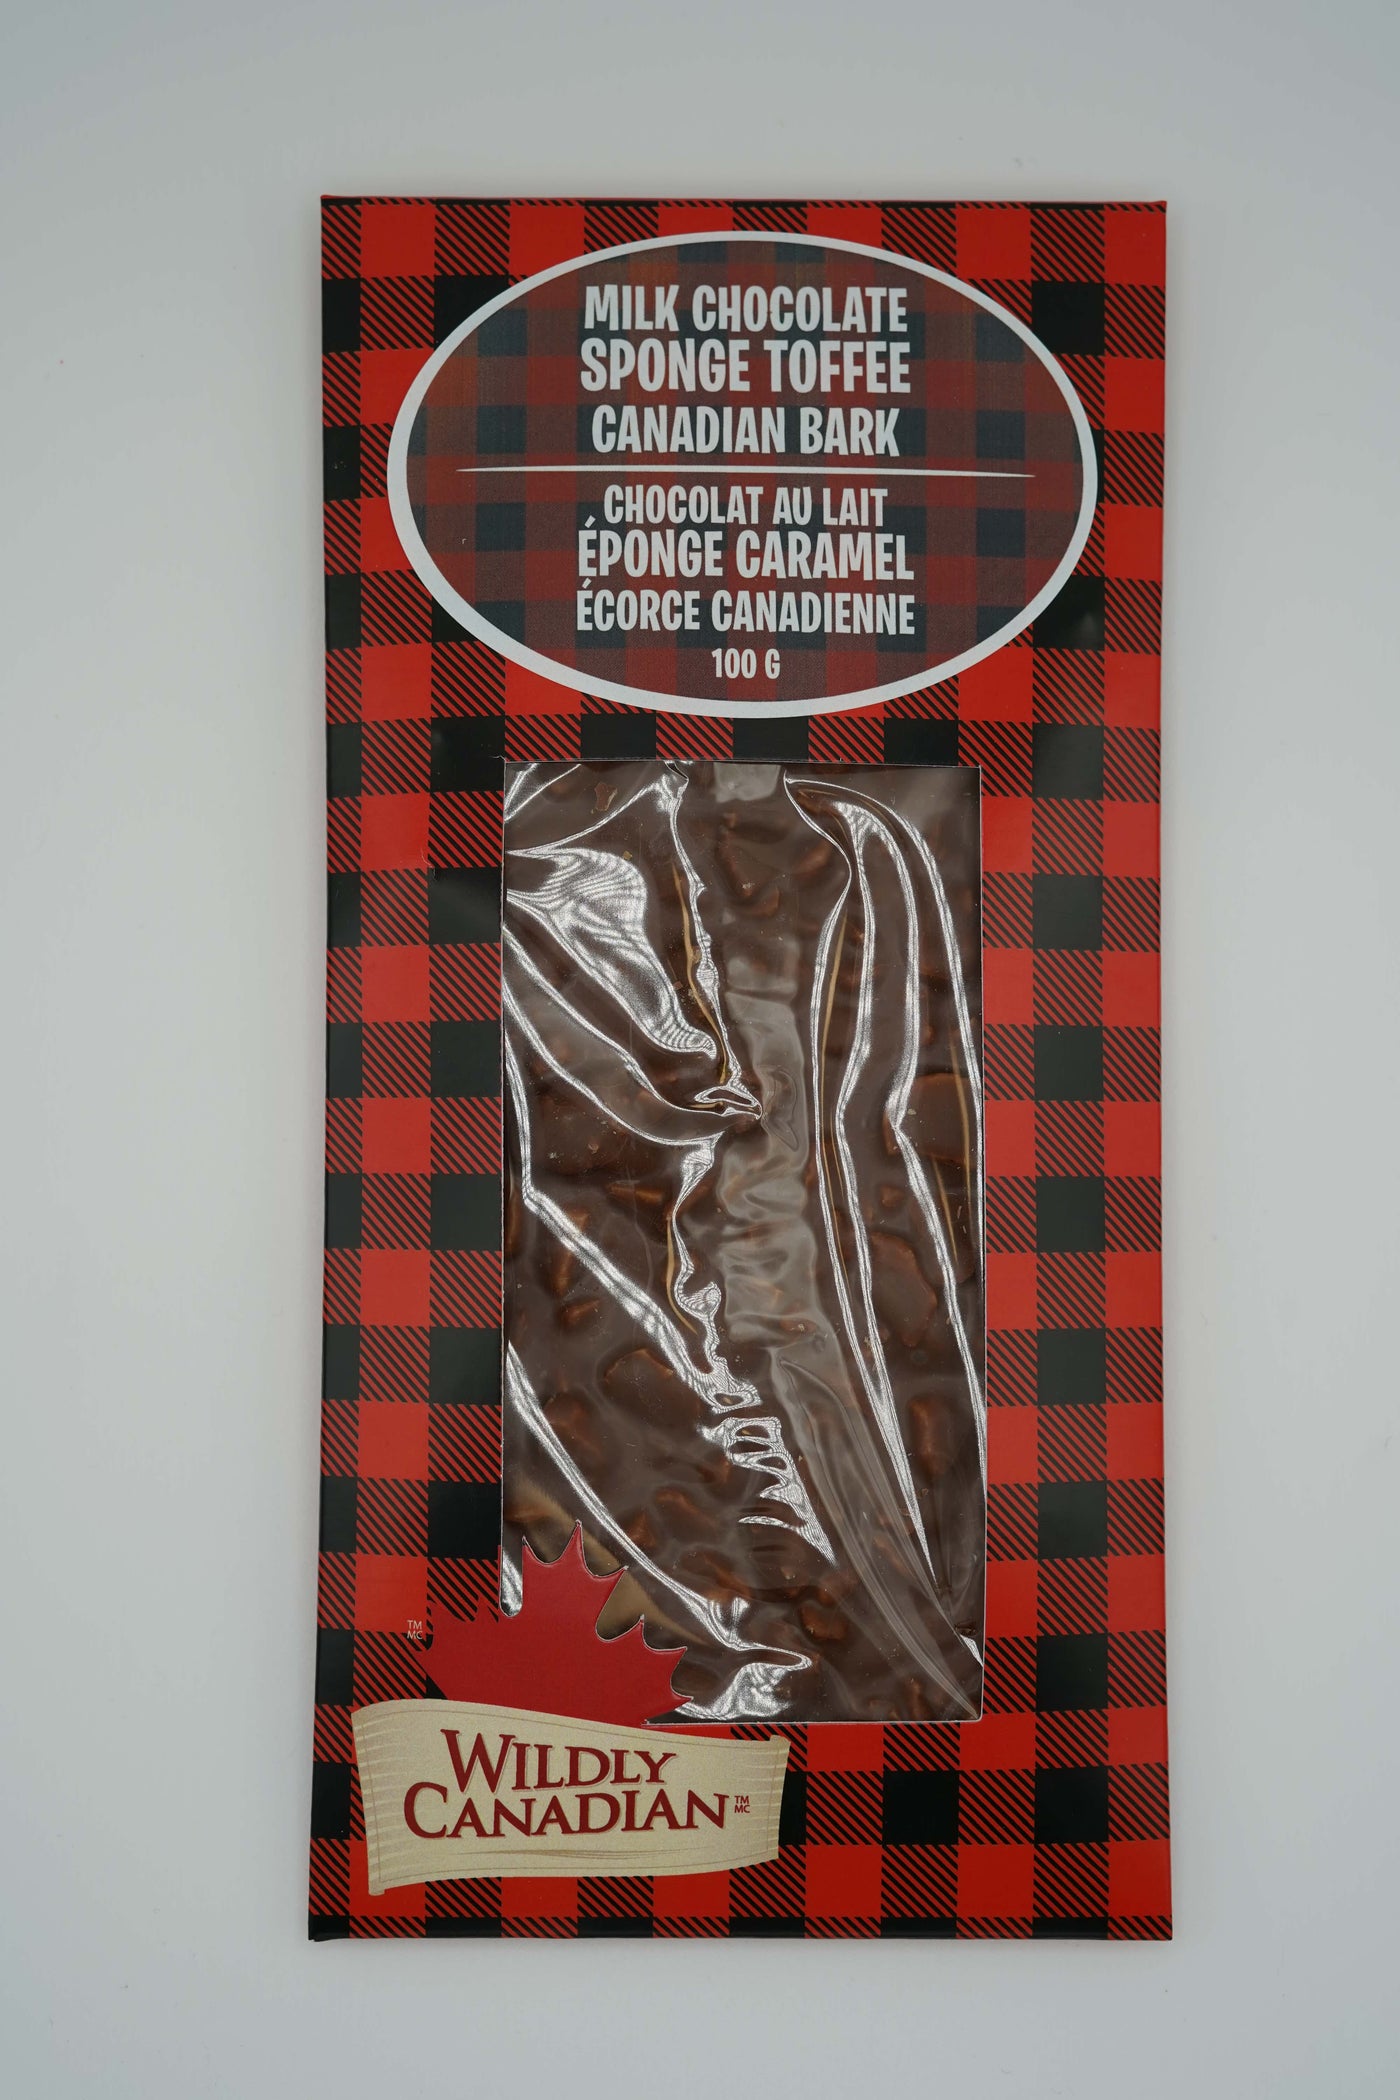 MILK CHOCOLATE
SPONGE TOFFEE
CANADIAN BARK
CHOCOLAT AU LAIT
ÉPONGE CARAMEL
ÉCORCE CANADIENNE
100 G
TM
MC
WILDLY
CANADIAN TM
MC